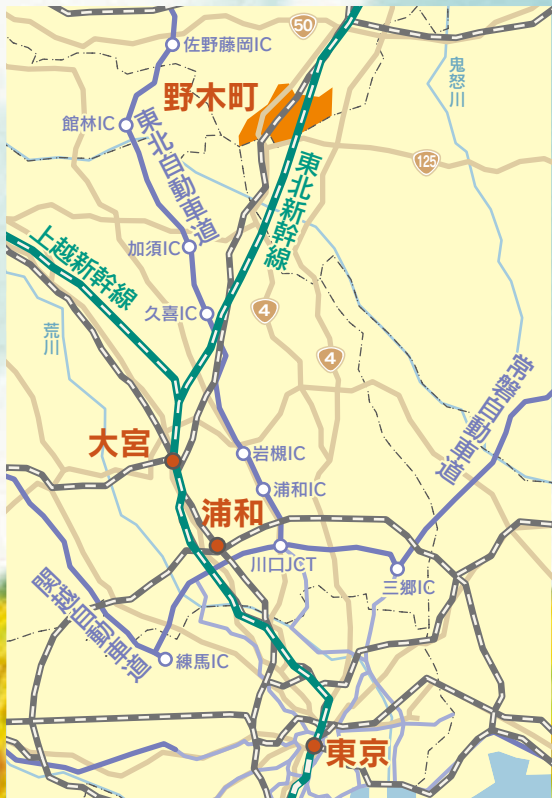 50
佐野藤岡IC
鬼怒川
野木町
館林IC
東北自動車道
125
東北新幹線
上越新幹線
加須IC
久喜IC
4
荒川
4
常磐自動車道
大宮
岩槻IC
浦和IC
浦和
川口JCT
三郷IC
関越自動車道
練馬IC
東京